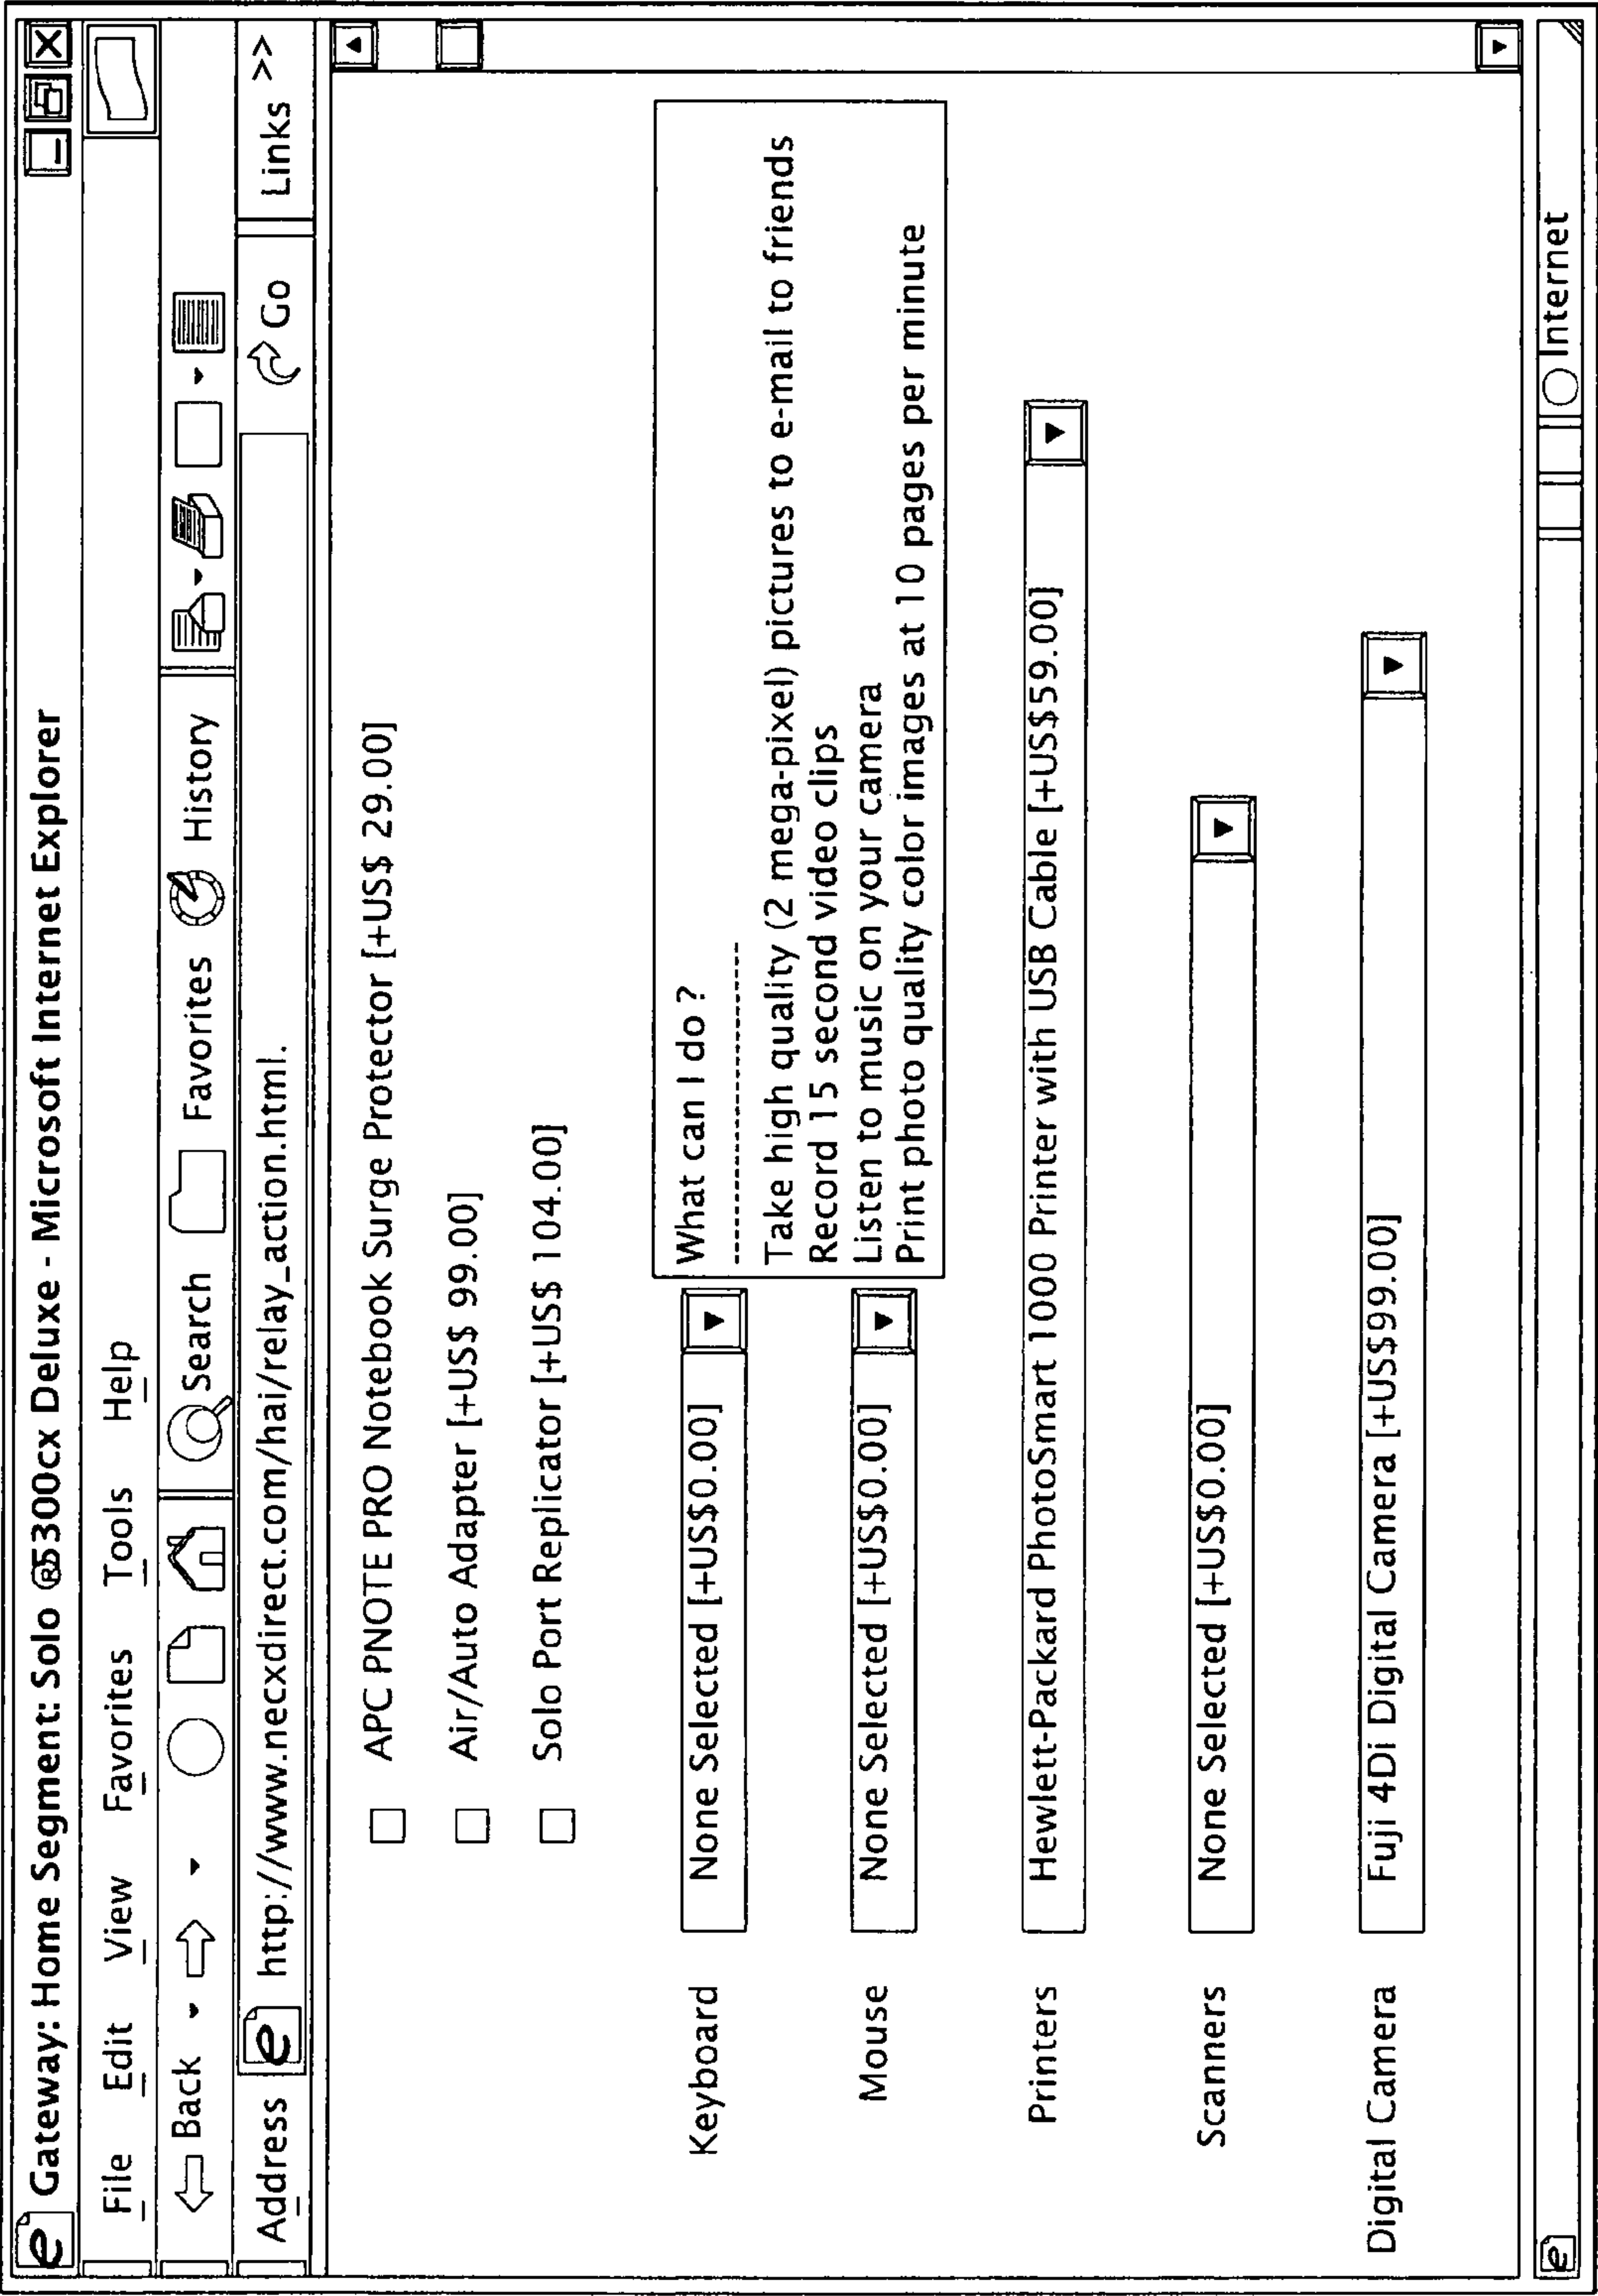 Gateway: Home Segment: Solo ®5300cx Deluxe - Microsoft Internet Explorer
File Edit View Favorites Tools Help
Back Search Favorites History
Address http://www.necxdirect.com/hai/relay_action.html. Go Links >>
APC PNOTE PRO Notebook Surge Protector [+US$ 29.00]
Air/Auto Adapter [+US$ 99.00]
Solo Port Replicator [+US$ 104.00]
Keyboard None Selected [+US$0.00]
What can I do ?
Take high quality (2 mega-pixel) pictures to e-mail to friends
Record 15 second video clips
Listen to music on your camera
Print photo quality color images at 10 pages per minute
Mouse None Selected [+US$0.00]
Printers Hewlett-Packard PhotoSmart 1000 Printer with USB Cable [+US$59.00]
Scanners None Selected [+US$0.00]
Digital Camera Fuji 4Di Digital Camera [+US$99.00]
Internet